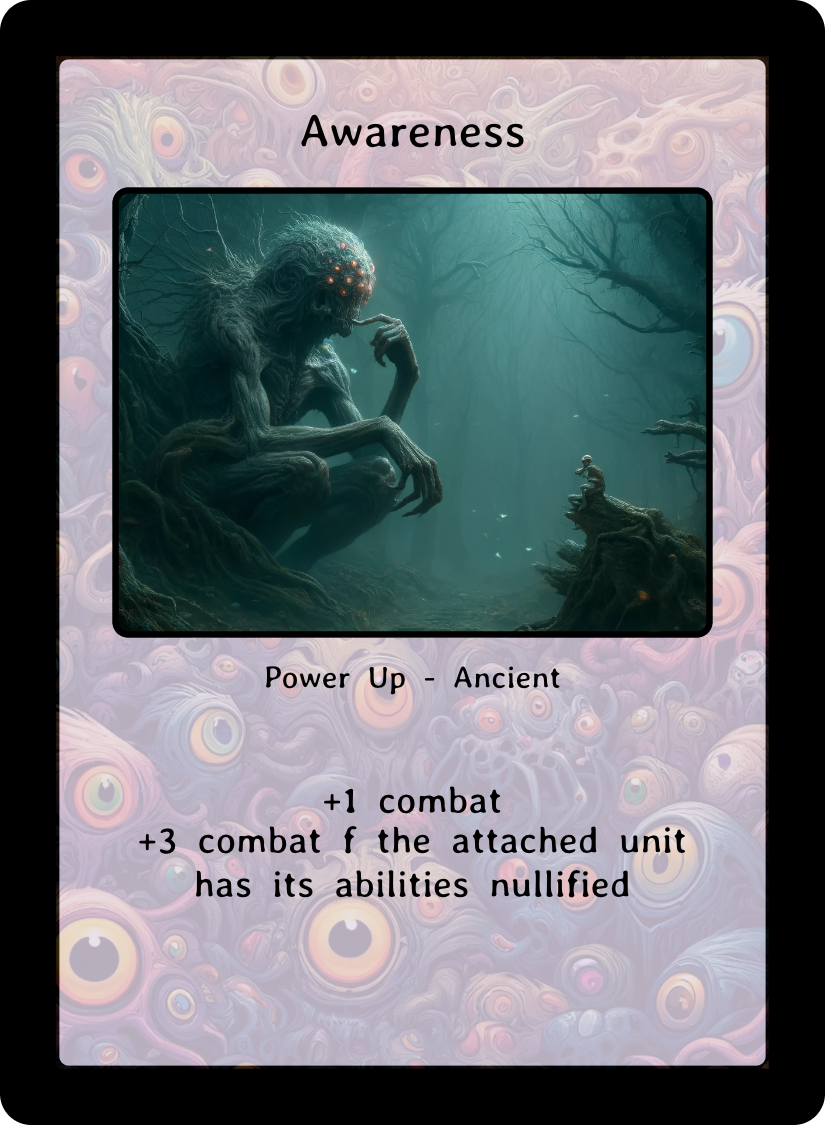 Awareness
Power Up - Ancient
+1 combat
+3 combat f the attached unit
has its abilities nullified